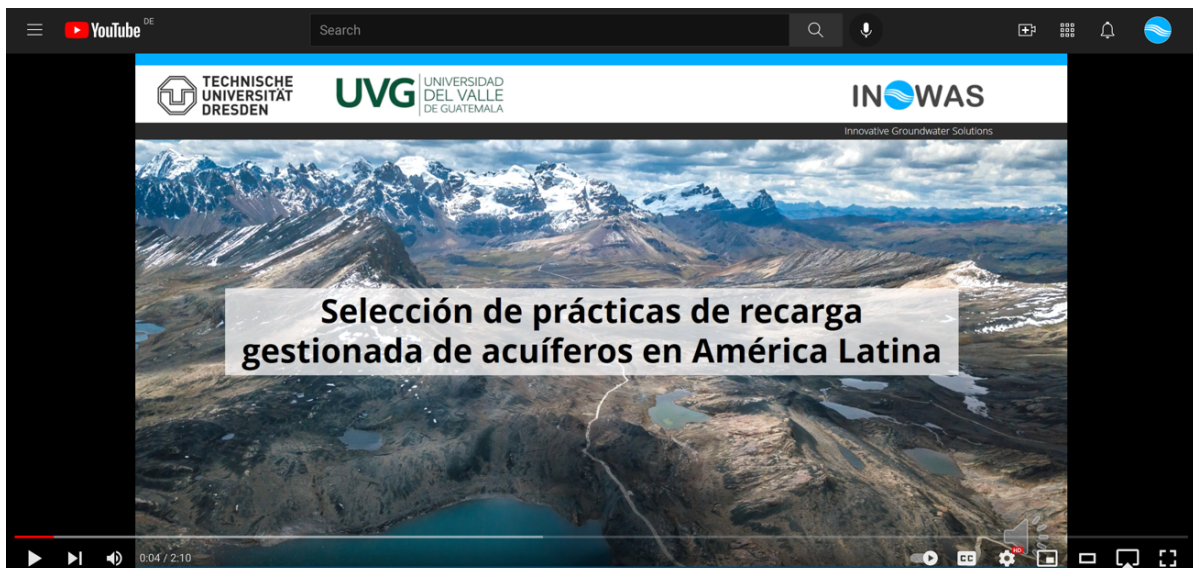 YouTube DE
Search
TECHNISCHE
UNIVERSITÄT
DRESDEN
UVG
UNIVERSIDAD
DEL VALLE
DE GUATEMALA
INOWAS
Innovative Groundwater Solutions
Selección de prácticas de recarga
gestionada de acuíferos en América Latina
0:04 / 2:10
CC
HD